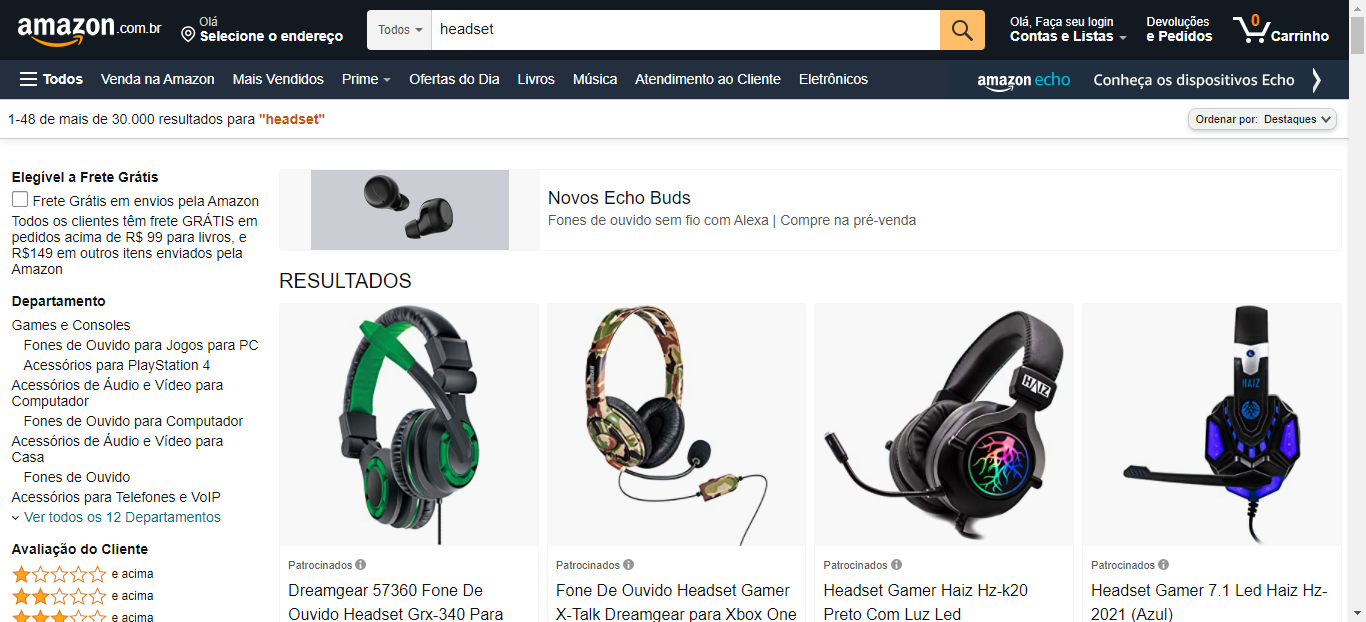 amazon.com.br
Olá
Selecione o endereço
Todos
headset
Olá, Faça seu login
Contas e Listas
Devoluções
e Pedidos
0
Carrinho
Todos
Venda na Amazon
Mais Vendidos
Prime
Ofertas do Dia
Livros
Música
Atendimento ao Cliente
Eletrônicos
amazon echo
Conheça os dispositivos Echo
1-48 de mais de 30.000 resultados para "headset"
Ordenar por: Destaques
Elegível a Frete Grátis
Frete Grátis em envios pela Amazon
Todos os clientes têm frete GRÁTIS em
pedidos acima de R$ 99 para livros, e
R$149 em outros itens enviados pela
Amazon
Departamento
Games e Consoles
Fones de Ouvido para Jogos para PC
Acessórios para PlayStation 4
Acessórios de Áudio e Vídeo para
Computador
Fones de Ouvido para Computador
Acessórios de Áudio e Vídeo para
Casa
Fones de Ouvido
Acessórios para Telefones e VoIP
Ver todos os 12 Departamentos
Avaliação do Cliente
e acima
e acima
e acima
Novos Echo Buds
Fones de ouvido sem fio com Alexa | Compre na pré-venda
RESULTADOS
HAIZ
HAIZ
Patrocinados
Dreamgear 57360 Fone De
Ouvido Headset Grx-340 Para
Patrocinados
Fone De Ouvido Headset Gamer
X-Talk Dreamgear para Xbox One
Patrocinados
Headset Gamer Haiz Hz-k20
Preto Com Luz Led
Patrocinados
Headset Gamer 7.1 Led Haiz Hz-
2021 (Azul)